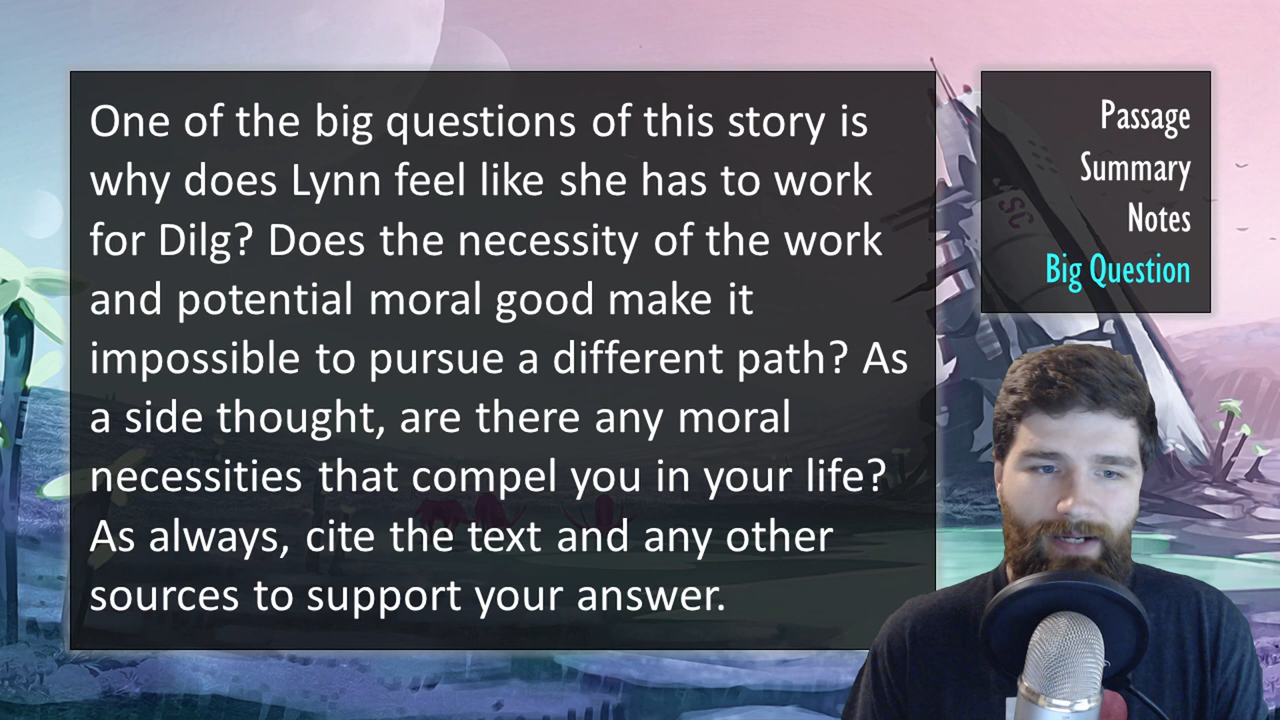 One of the big questions of this story is
why does Lynn feel like she has to work
for Dilg? Does the necessity of the work
and potential moral good make it
impossible to pursue a different path? As
a side thought, are there any moral
necessities that compel you in your life?
As always, cite the text and any other
sources to support your answer.
Passage
Summary
Notes
Big Question